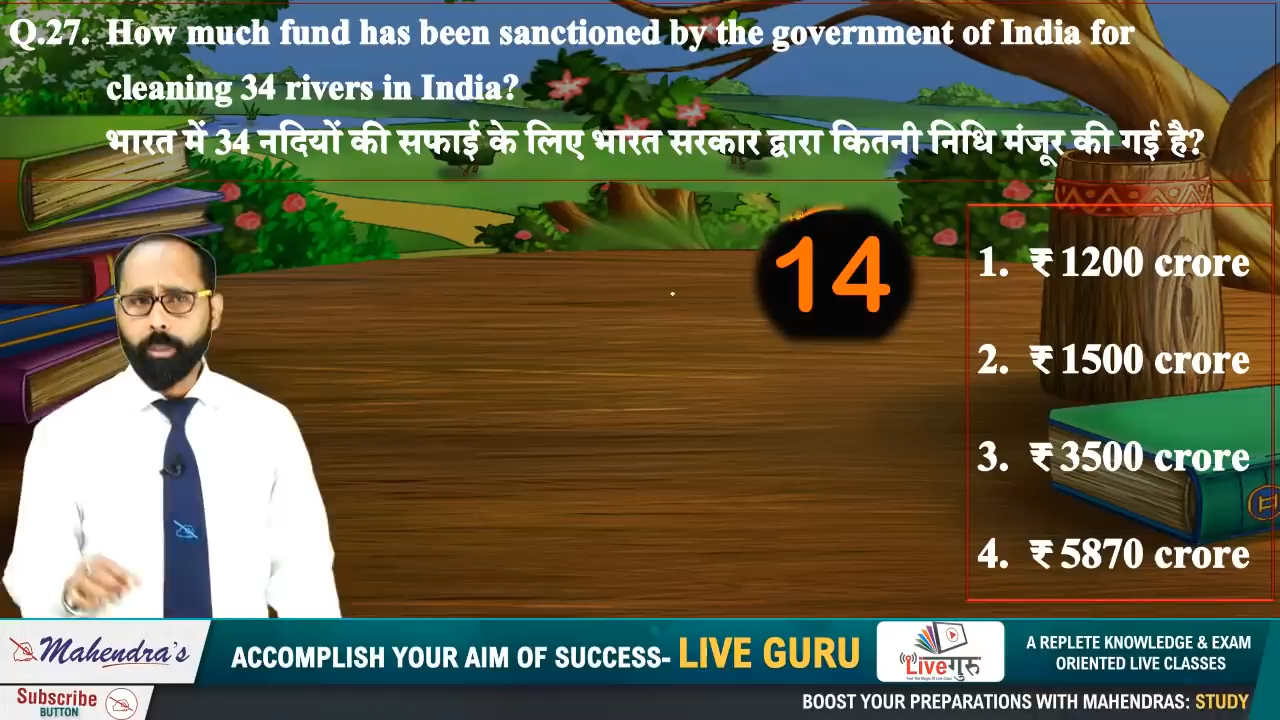 Q.27. How much fund has been sanctioned by the government of India for
cleaning 34 rivers in India?
भारत में 34 नदियों की सफाई के लिए भारत सरकार द्वारा कितनी निधि मंजूर की गई है?
14
1. ₹ 1200 crore
2. ₹ 1500 crore
3. ₹ 3500 crore
4. ₹ 5870 crore
Mahendra's
ACCOMPLISH YOUR AIM OF SUCCESS- LIVE GURU
Liveगुरु
A REPLETE KNOWLEDGE & EXAM
ORIENTED LIVE CLASSES
Subscribe
BUTTON
BOOST YOUR PREPARATIONS WITH MAHENDRAS: STUDY